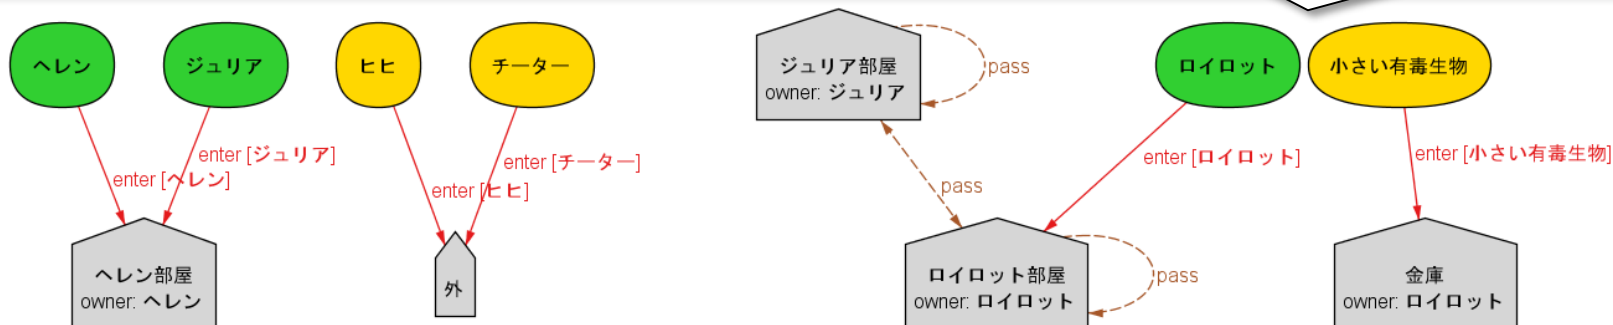 ヘレン
ジュリア
ヒヒ
チーター
ジュリア部屋
owner: ジュリア
pass
ロイロット
小さい有毒生物
enter [ジュリア]
enter [ヘレン]
enter [チーター]
enter [ヒヒ]
pass
enter [ロイロット]
enter [小さい有毒生物]
ヘレン部屋
owner: ヘレン
外
ロイロット部屋
owner: ロイロット
pass
金庫
owner: ロイロット